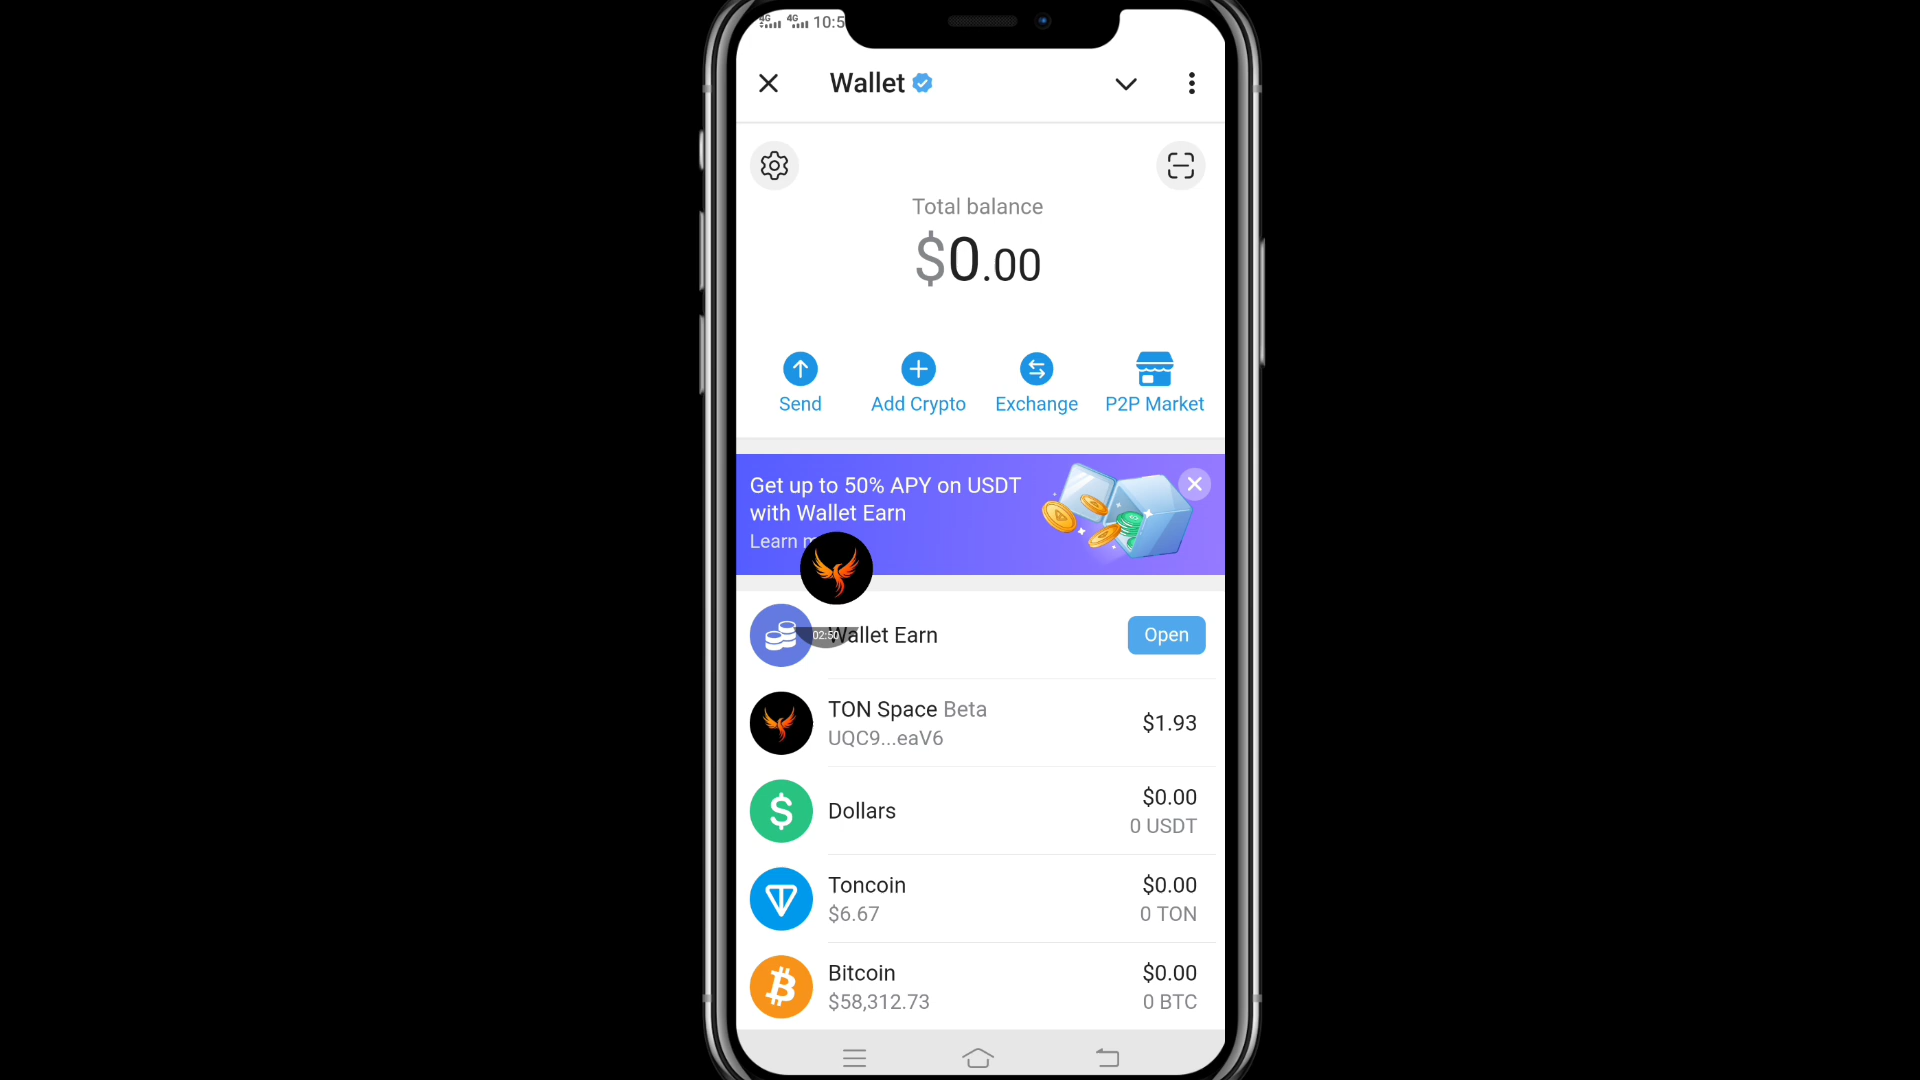 4G 4G 10:5
Wallet
Total balance
$0.00
Send Add Crypto Exchange P2P Market
Get up to 50% APY on USDT
with Wallet Earn
Learn
02:50
Wallet Earn
Open
TON Space Beta
$1.93
UQC9...eaV6
Dollars
$0.00
0 USDT
Toncoin
$0.00
$6.67
0 TON
Bitcoin
$0.00
$58,312.73
0 BTC